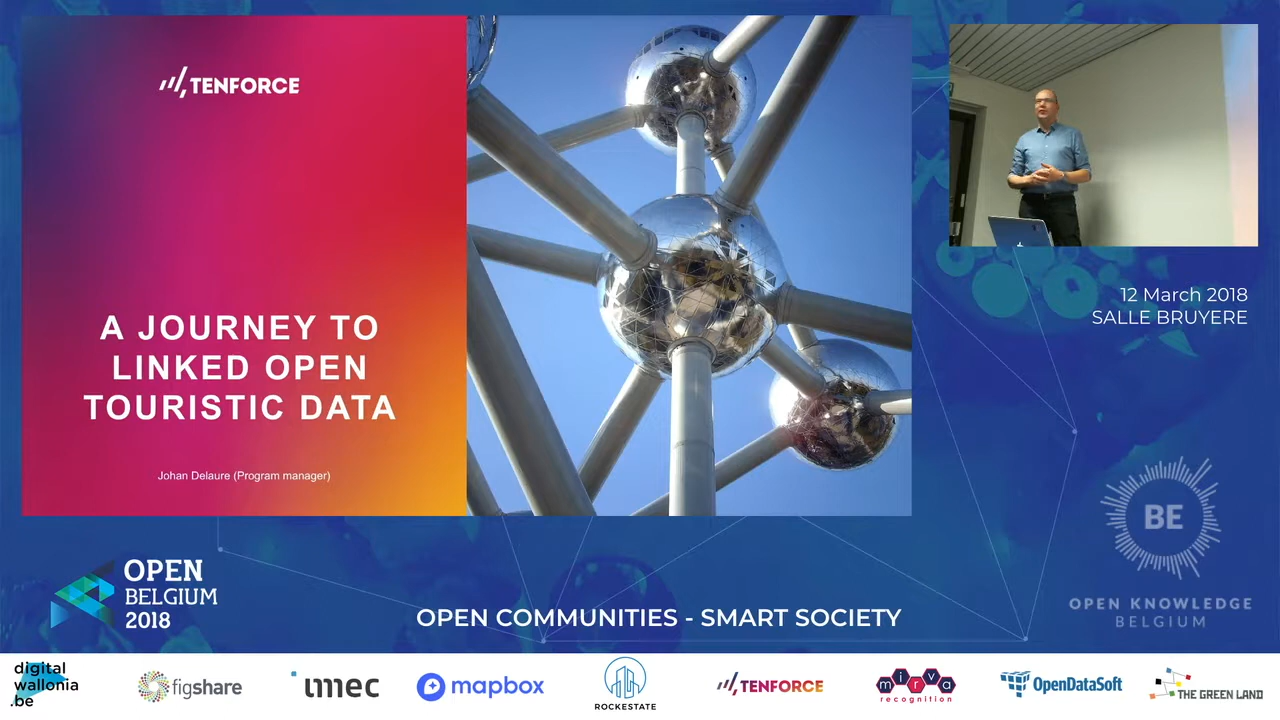 TENFORCE
A JOURNEY TO
LINKED OPEN
TOURISTIC DATA
Johan Delaure (Program manager)
12 March 2018
SALLE BRUYERE
BE
OPEN KNOWLEDGE
BELGIUM
OPEN
BELGIUM
2018
OPEN COMMUNITIES - SMART SOCIETY
digital
wallonia
.be
figshare
imec
mapbox
ROCKESTATE
TENFORCE
mirva
recognition
OpenDataSoft
THE GREEN LAND